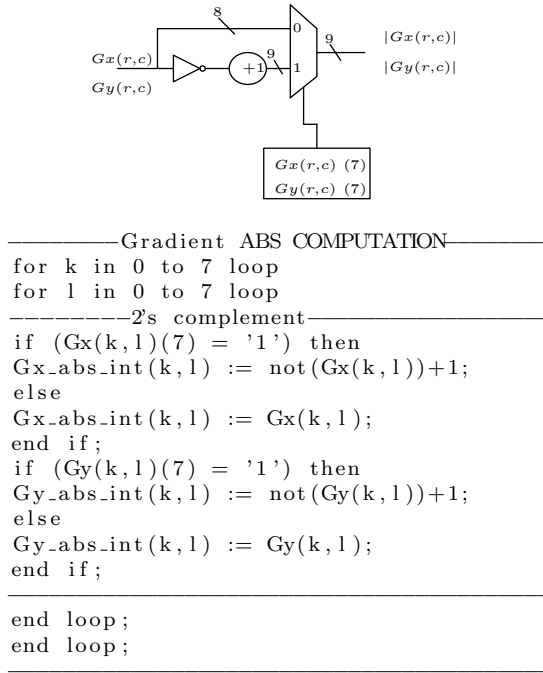 8
0
Gx(r,c)
Gy(r,c)
+1
9
1
9
|Gx(r,c)|
|Gy(r,c)|
Gx(r,c) (7)
Gy(r,c) (7)
————————Gradient ABS COMPUTATION————————
for k in 0 to 7 loop
for l in 0 to 7 loop
————————2's complement————————————————
if (Gx(k,l)(7) = '1') then
Gx_abs_int(k,l) := not(Gx(k,l))+1;
else
Gx_abs_int(k,l) := Gx(k,l);
end if;
if (Gy(k,l)(7) = '1') then
Gy_abs_int(k,l) := not(Gy(k,l))+1;
else
Gy_abs_int(k,l) := Gy(k,l);
end if;
end loop;
end loop;